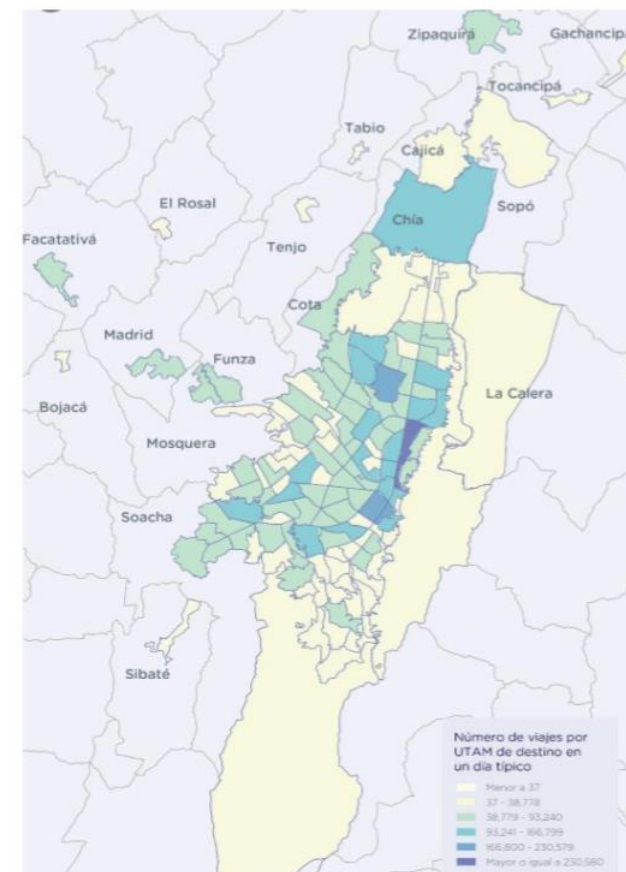 Zipaquirá
Gachancipá
Tocancipá
Tabio
Cajicá
El Rosal
Chía
Sopó
Facatativá
Tenjo
Cota
Madrid
Funza
La Calera
Bojacá
Mosquera
Soacha
Sibaté
Número de viajes por
UTAM de destino en
un día típico
Menor a 37
37 - 38,778
38,779 - 93,240
93,241 - 166,799
166,800 - 230,579
Mayor o igual a 230,580